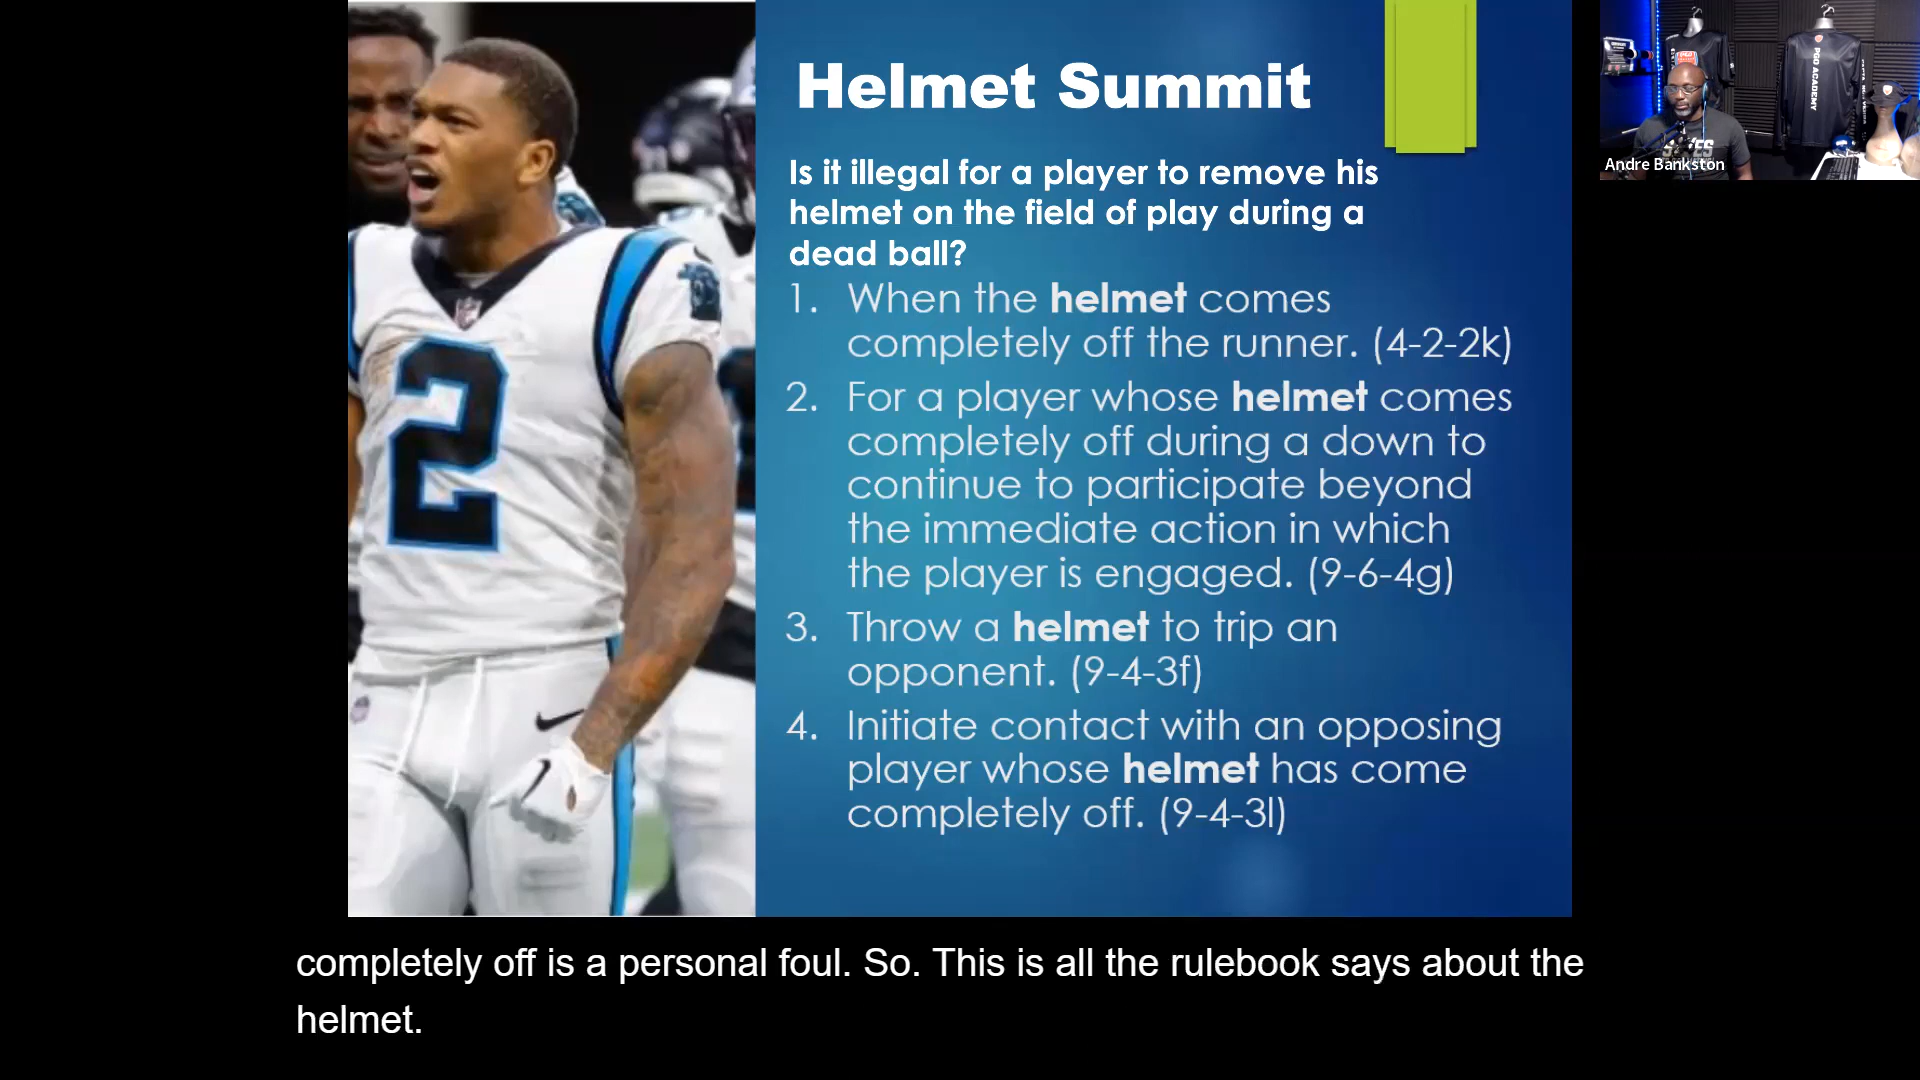 Helmet Summit
Is it illegal for a player to remove his
helmet on the field of play during a
dead ball?
1. When the helmet comes
completely off the runner. (4-2-2k)
2. For a player whose helmet comes
completely off during a down to
continue to participate beyond
the immediate action in which
the player is engaged. (9-6-4g)
3. Throw a helmet to trip an
opponent. (9-4-3f)
4. Initiate contact with an opposing
player whose helmet has come
completely off. (9-4-3l)
2
PGO ACADEMY
Andre Bankston
completely off is a personal foul. So. This is all the rulebook says about the
helmet.